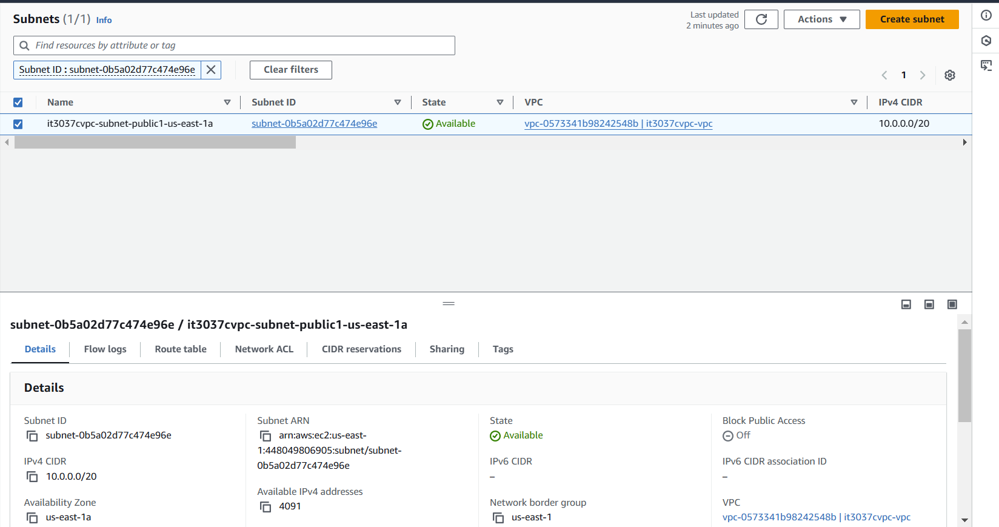 Subnets (1/1) Info
Last updated
2 minutes ago
Actions
Create subnet
Find resources by attribute or tag
Subnet ID : subnet-0b5a02d77c474e96e
Clear filters
1
Name Subnet ID State VPC IPv4 CIDR
it3037cvpc-subnet-public1-us-east-1a subnet-0b5a02d77c474e96e Available vpc-0573341b98242548b | it3037cvpc-vpc 10.0.0.0/20
subnet-0b5a02d77c474e96e / it3037cvpc-subnet-public1-us-east-1a
Details Flow logs Route table Network ACL CIDR reservations Sharing Tags
Details
Subnet ID
subnet-0b5a02d77c474e96e
IPv4 CIDR
10.0.0.0/20
Availability Zone
us-east-1a
Subnet ARN
arn:aws:ec2:us-east-
1:448049806905:subnet/subnet-
0b5a02d77c474e96e
Available IPv4 addresses
4091
State
Available
IPv6 CIDR
–
Network border group
us-east-1
Block Public Access
Off
IPv6 CIDR association ID
–
VPC
vpc-0573341b98242548b | it3037cvpc-vpc